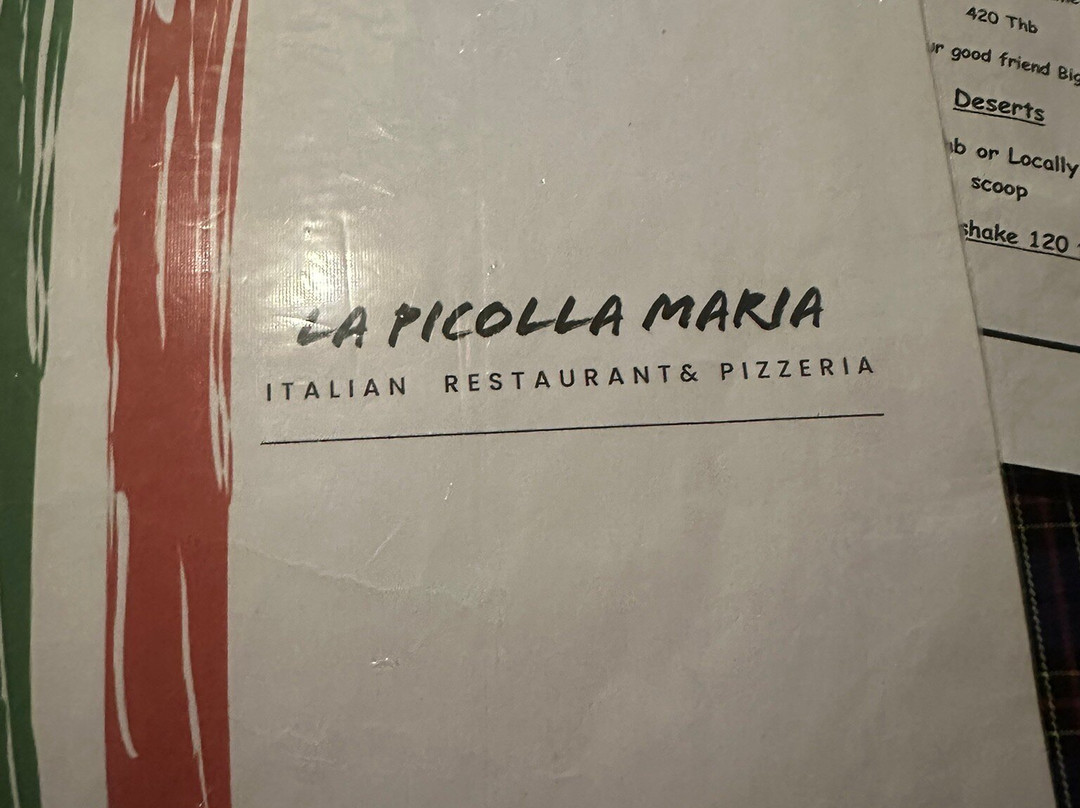 LA PICOLLA MARIA
ITALIAN RESTAURANT& PIZZERIA
420 Thb
good friend
Deserts
or Locally
scoop
shake 120